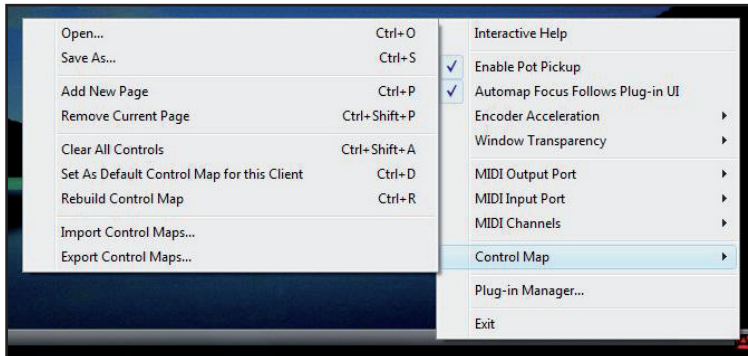 Open... Ctrl+O
Save As... Ctrl+S
Add New Page Ctrl+P
Remove Current Page Ctrl+Shift+P
Clear All Controls Ctrl+Shift+A
Set As Default Control Map for this Client Ctrl+D
Rebuild Control Map Ctrl+R
Import Control Maps...
Export Control Maps...
Interactive Help
Enable Pot Pickup
Automap Focus Follows Plug-in UI
Encoder Acceleration
Window Transparency
MIDI Output Port
MIDI Input Port
MIDI Channels
Control Map
Plug-in Manager...
Exit